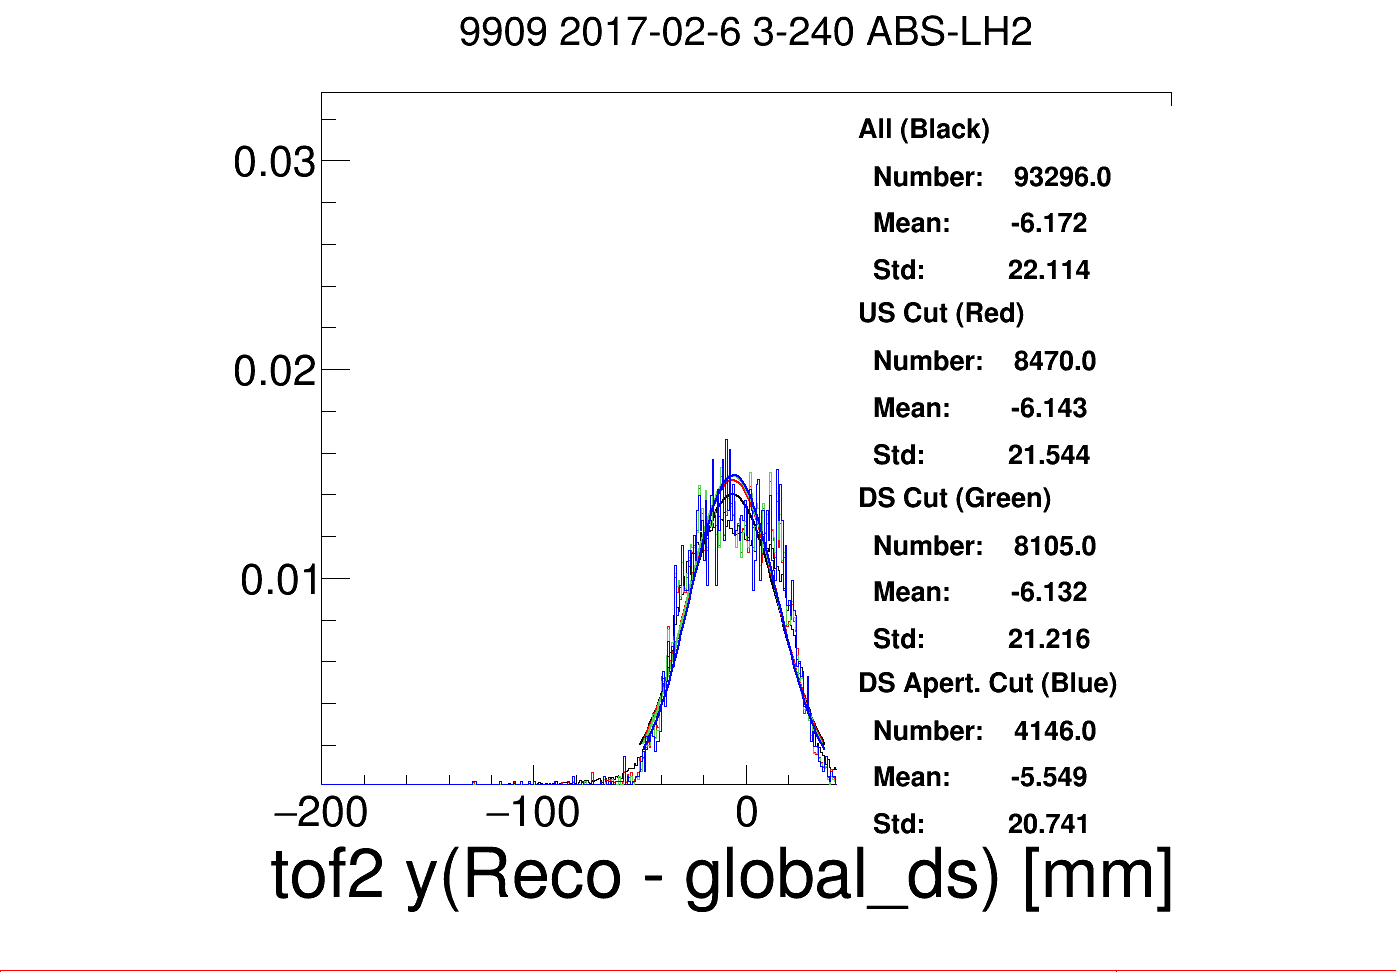 9909 2017-02-6 3-240 ABS-LH2
All (Black)
Number: 93296.0
Mean: -6.172
Std: 22.114
US Cut (Red)
Number: 8470.0
Mean: -6.143
Std: 21.544
DS Cut (Green)
Number: 8105.0
Mean: -6.132
Std: 21.216
DS Apert. Cut (Blue)
Number: 4146.0
Mean: -5.549
Std: 20.741
0.03
0.02
0.01
−200 −100 0
tof2 y(Reco - global_ds) [mm]